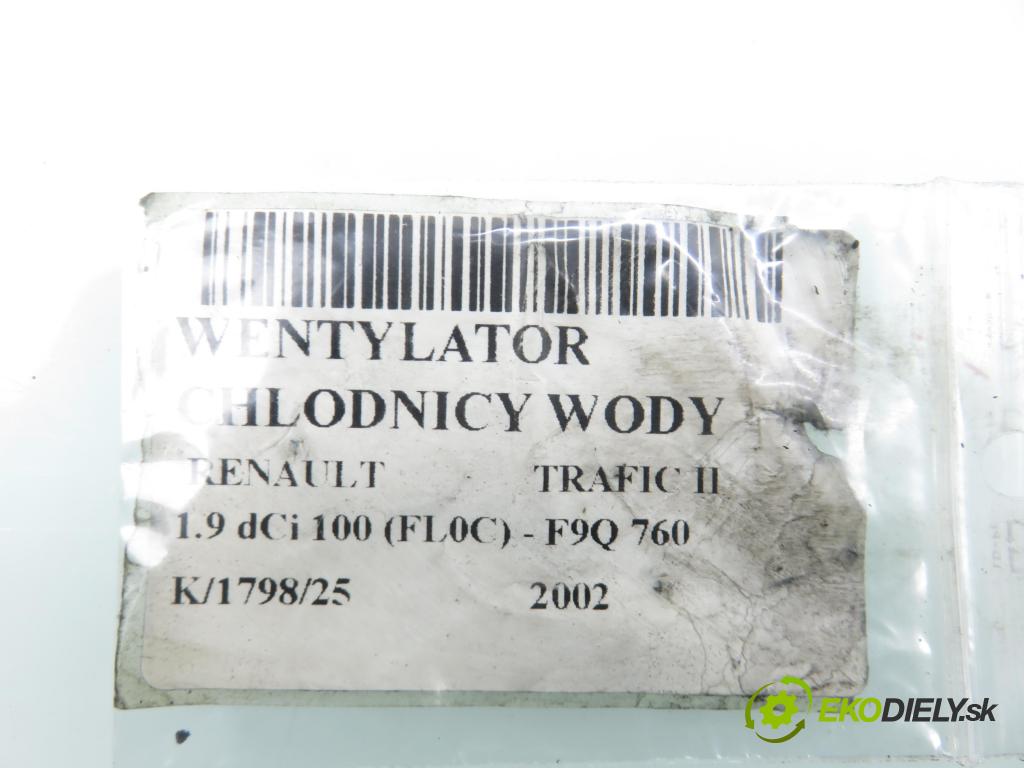 WENTYLATOR
CHLODNICY WODY
RENAULT TRAFIC II
1.9 dCi 100 (FL0C) - F9Q 760
K/1798/25 2002
EKODIELY.sk